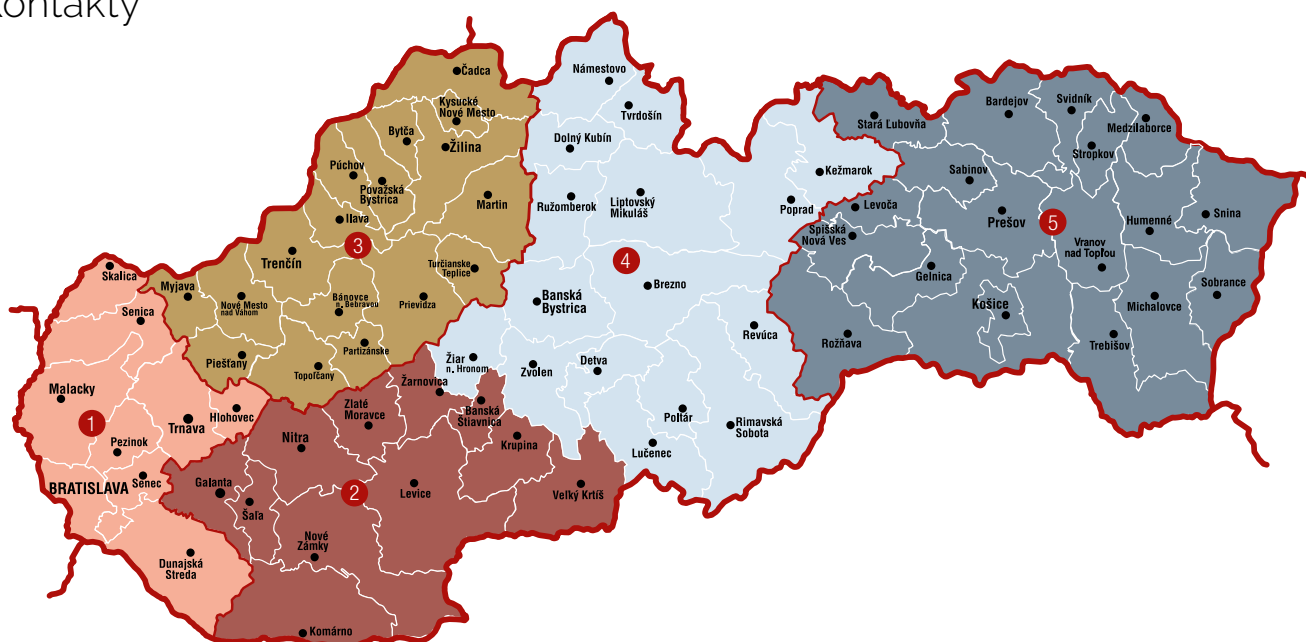 kontakty
Čadca
Kysucké
Nové Mesto
Bytča
Žilina
Púchov
Považská
Bystrica
Martin
Ilava
3
Trenčín
Turčianske
Teplice
Myjava
Nové Mesto
nad Váhom
Bánovce
n. Bebravou
Prievidza
Piešťany
Partizánske
Topoľčany
Skalica
Senica
Malacky
1
Trnava
Hlohovec
Pezinok
BRATISLAVA
Senec
Dunajská
Streda
Žarnovica
Zlaté
Moravce
Banská
Štiavnica
Nitra
Krupina
Galanta
2
Levice
Veľký Krtíš
Šaľa
Nové
Zámky
Komárno
Námestovo
Tvrdošín
Dolný Kubín
Kežmarok
Ružomberok
Liptovský
Mikuláš
Poprad
4
Brezno
Banská
Bystrica
Revúca
Žiar
n. Hronom
Zvolen
Detva
Poltár
Rimavská
Sobota
Lučenec
Stará Ľubovňa
Bardejov
Svidník
Medzilaborce
Stropkov
Sabinov
Levoča
Prešov
5
Humenné
Snina
Spišská
Nová Ves
Vranov
nad Topľou
Gelnica
Košice
Michalovce
Sobrance
Rožňava
Trebišov